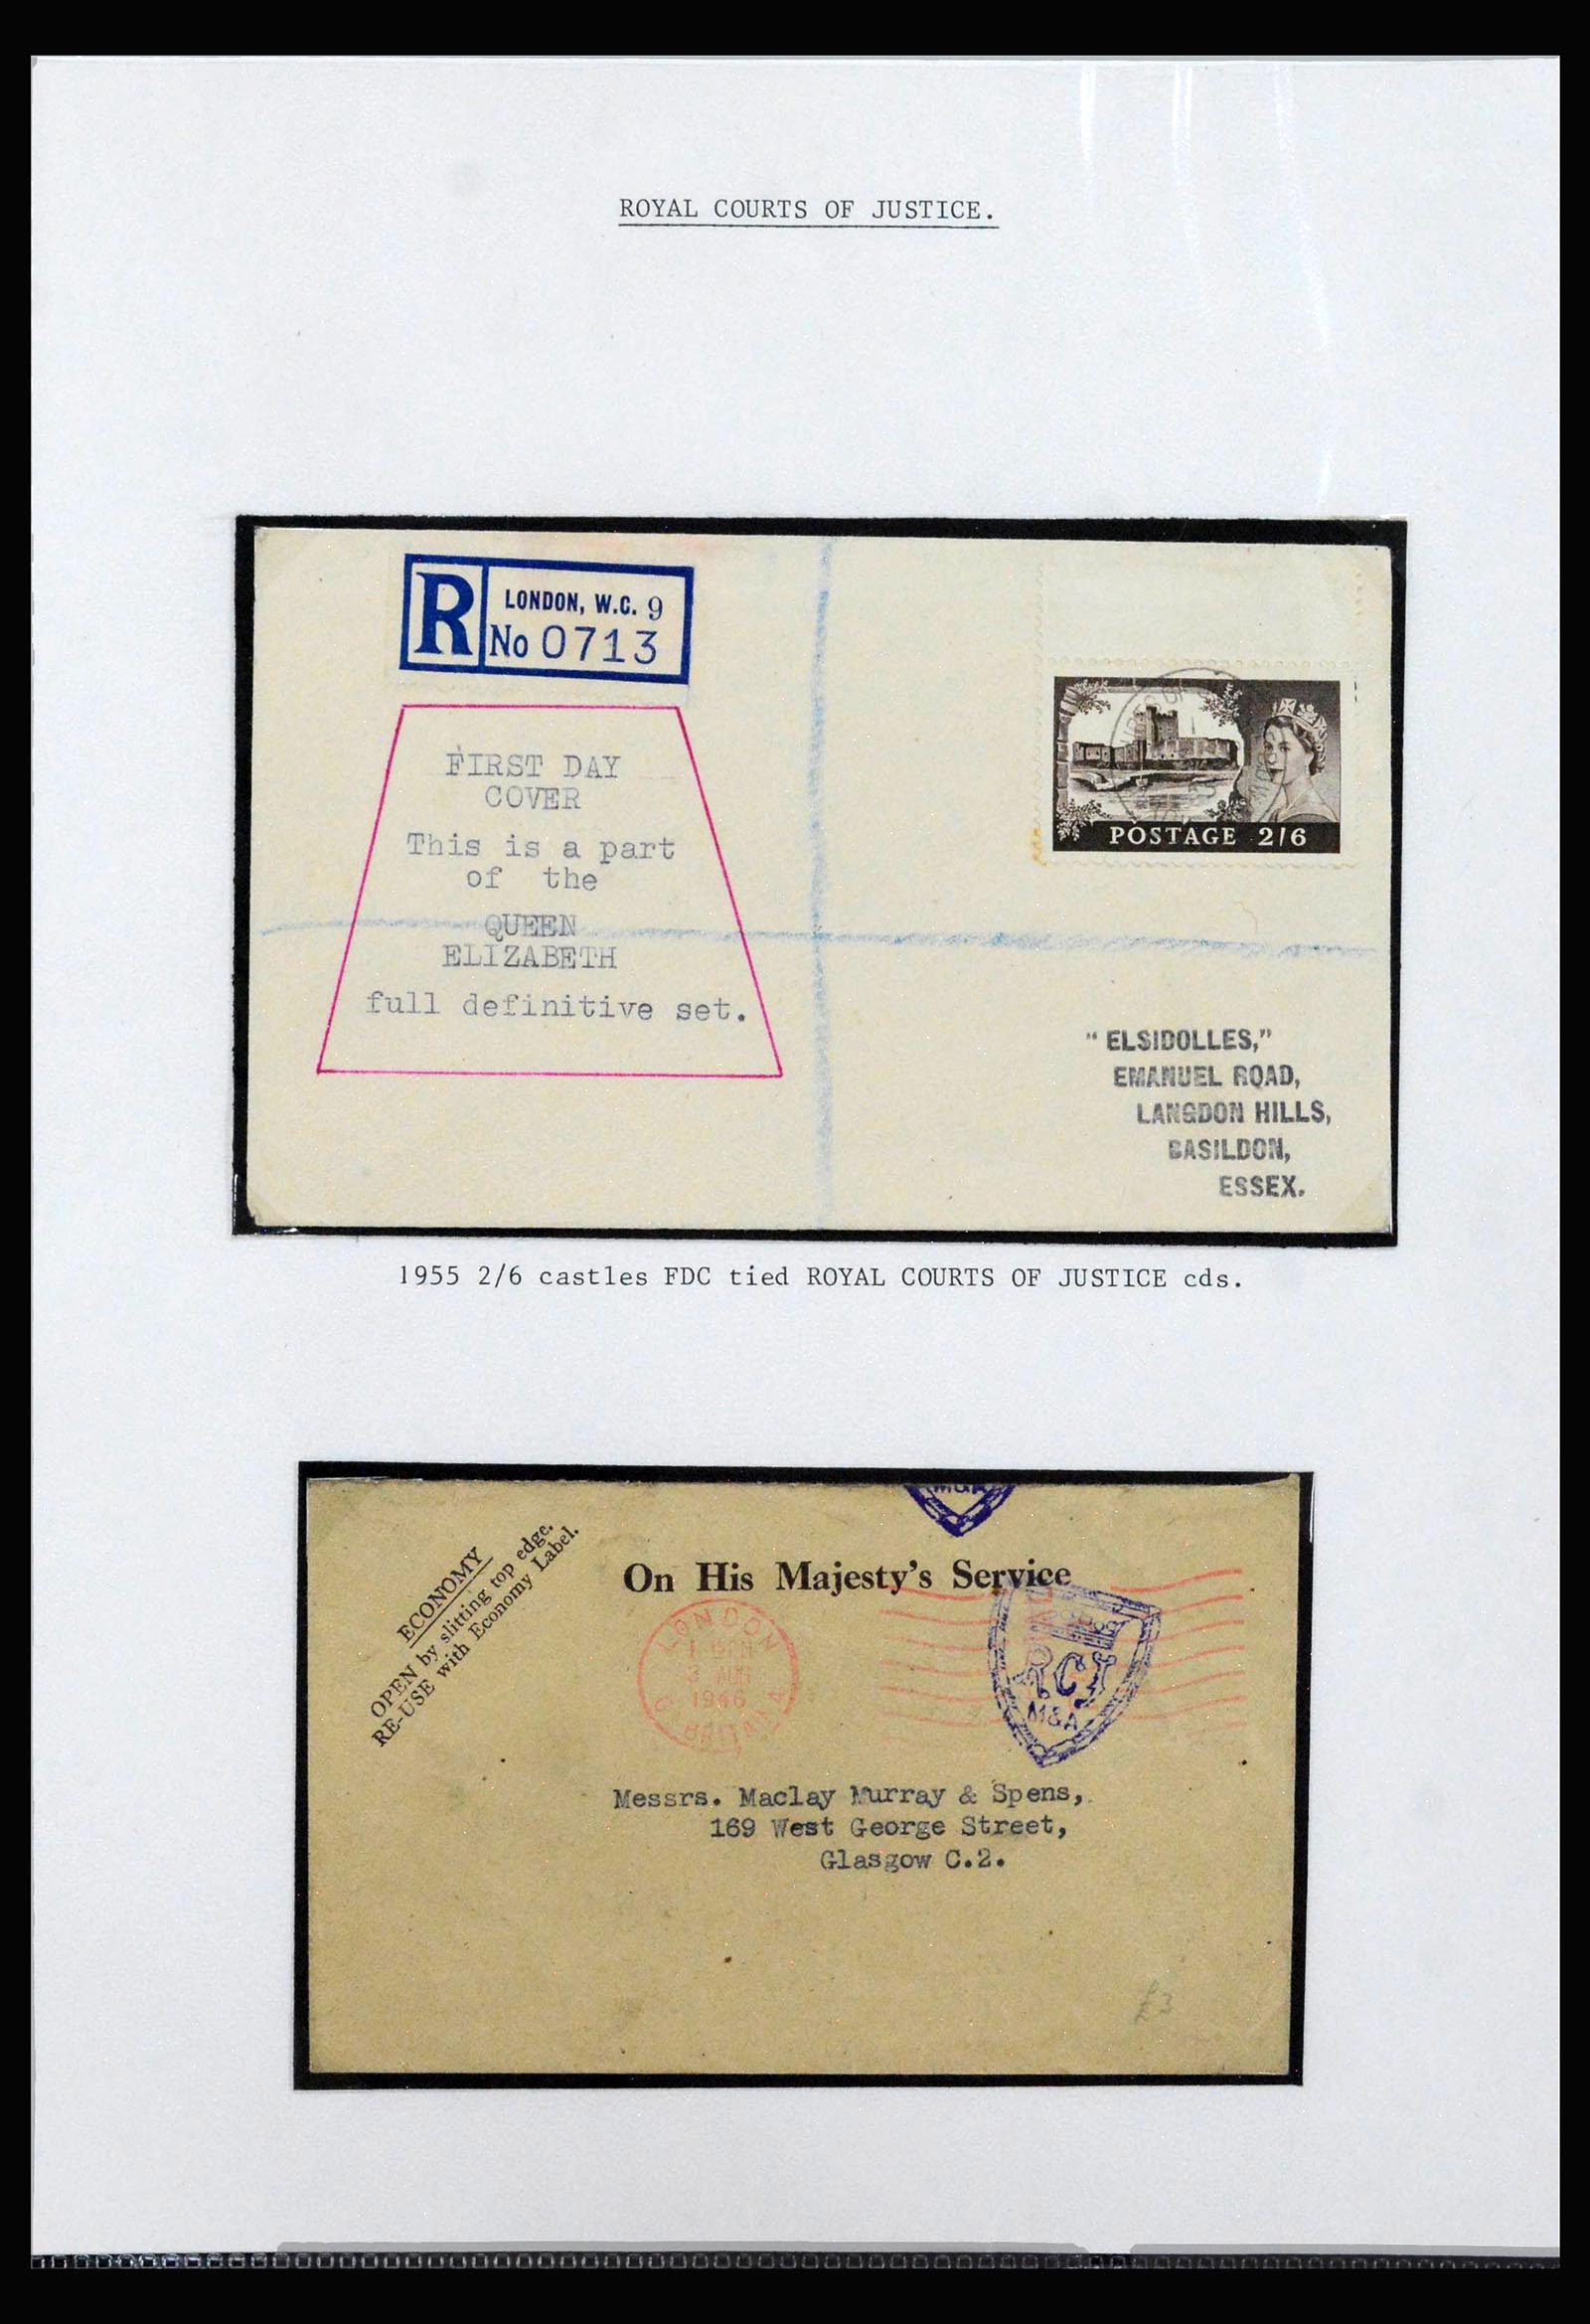 ROYAL COURTS OF JUSTICE.
R
LONDON, W.C. 9
No 0713
FIRST DAY
COVER
This is a part
of the
QUEEN
ELIZABETH
full definitive set.
POSTAGE 2/6
"ELSIDOLLES,"
EMANUEL ROAD,
LANGDON HILLS,
BASILDON,
ESSEX.
1955 2/6 castles FDC tied ROYAL COURTS OF JUSTICE cds.
M&A
ECONOMY
OPEN by slitting top edge.
RE-USE with Economy Label.
On His Majesty's Service
LONDON
1946
PAID
RCJ
M&A
Messrs. Maclay Murray & Spens,
169 West George Street,
Glasgow C.2.
£3